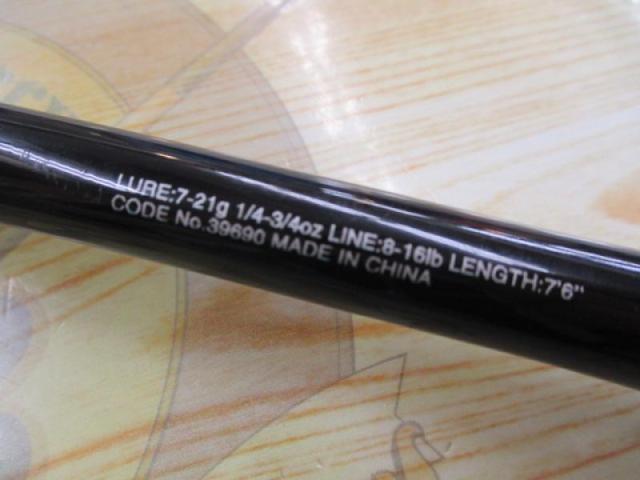 LURE:7-21g 1/4-3/4oz LINE:8-16lb LENGTH:7'6"
CODE No.39690 MADE IN CHINA